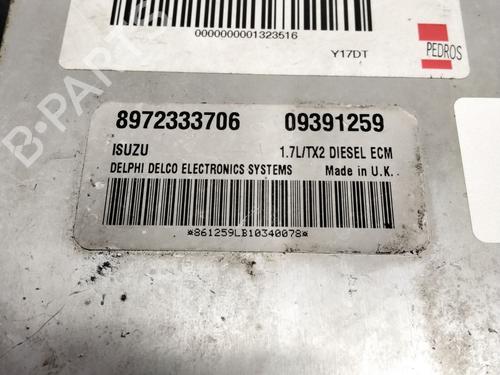 0000000001323516
Y17DT
PEDROS
8972333706 09391259
ISUZU 1.7L/TX2 DIESEL ECM
DELPHI DELCO ELECTRONICS SYSTEMS Made in U.K.
*861259LB10340078*
B-PARTS